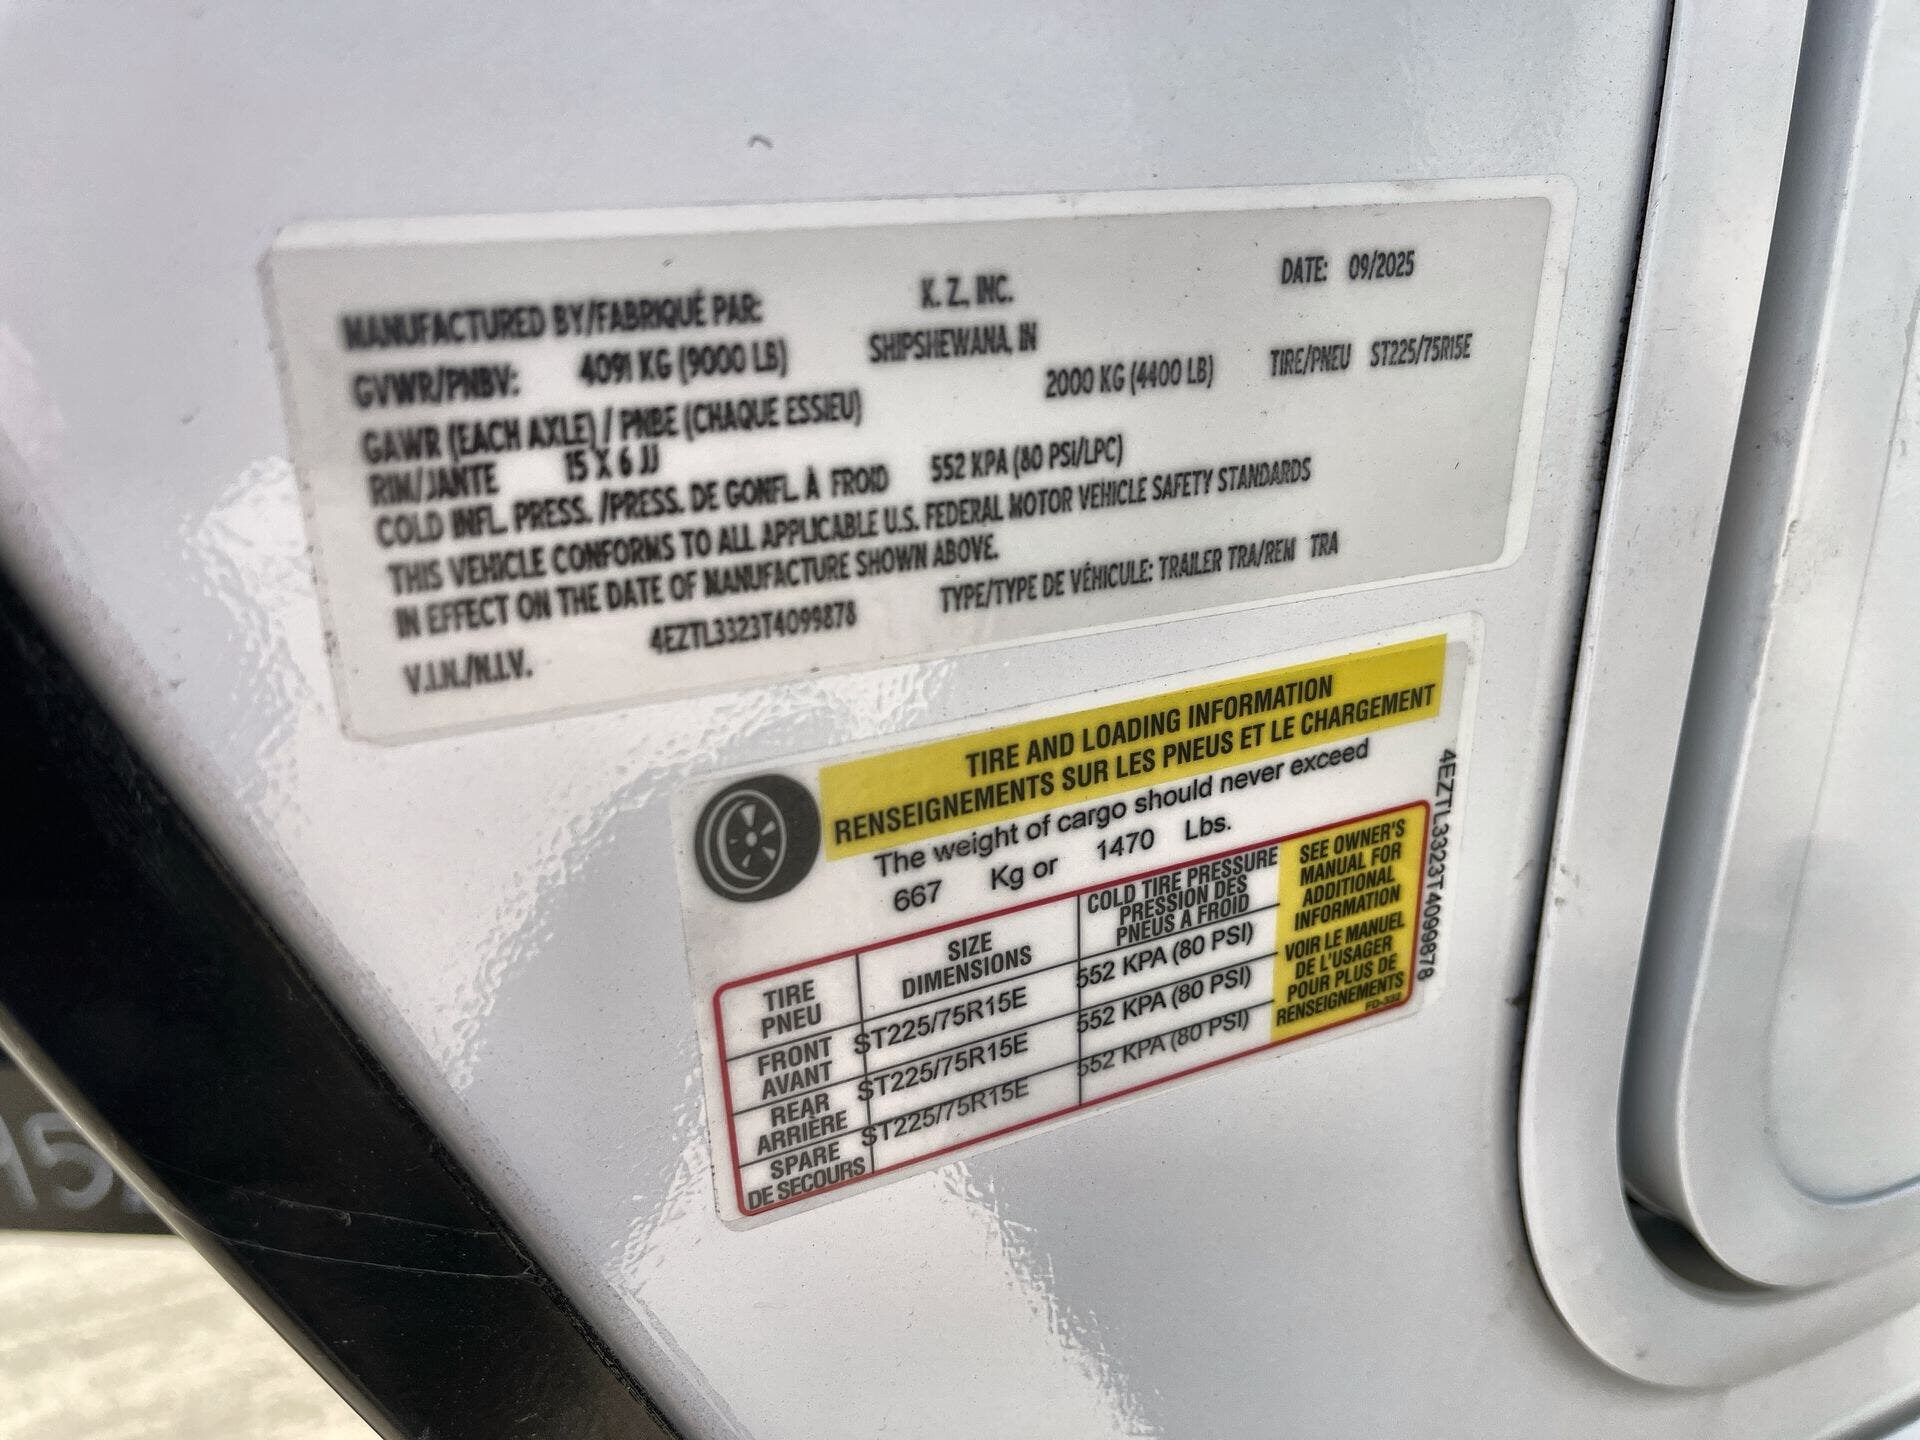 MANUFACTURED BY/FABRIQUÉ PAR: K. Z., INC. DATE: 09/2025
SHIPSHEWANA, IN
GVWR/PNBV: 4091 KG (9000 LB)
GAWR (EACH AXLE) / PNBE (CHAQUE ESSIEU) 2000 KG (4400 LB) TIRE/PNEU ST225/75R15E
RIM/JANTE 15 X 6 JJ
COLD INFL. PRESS. /PRESS. DE GONFL. À FROID 552 KPA (80 PSI/LPC)
THIS VEHICLE CONFORMS TO ALL APPLICABLE U.S. FEDERAL MOTOR VEHICLE SAFETY STANDARDS
IN EFFECT ON THE DATE OF MANUFACTURE SHOWN ABOVE.
V.I.N./N.I.V. 4EZTL3323T4099878 TYPE/TYPE DE VÉHICULE: TRAILER TRA/REM TRA
TIRE AND LOADING INFORMATION
RENSEIGNEMENTS SUR LES PNEUS ET LE CHARGEMENT
The weight of cargo should never exceed
667 Kg or 1470 Lbs.
TIRE
PNEU
SIZE
DIMENSIONS
COLD TIRE PRESSURE
PRESSION DES
PNEUS A FROID
FRONT
AVANT
ST225/75R15E
552 KPA (80 PSI)
REAR
ARRIÈRE
ST225/75R15E
552 KPA (80 PSI)
SPARE
DE SECOURS
ST225/75R15E
552 KPA (80 PSI)
SEE OWNER'S
MANUAL FOR
ADDITIONAL
INFORMATION
VOIR LE MANUEL
DE L'USAGER
POUR PLUS DE
RENSEIGNEMENTS
4EZTL3323T4099878